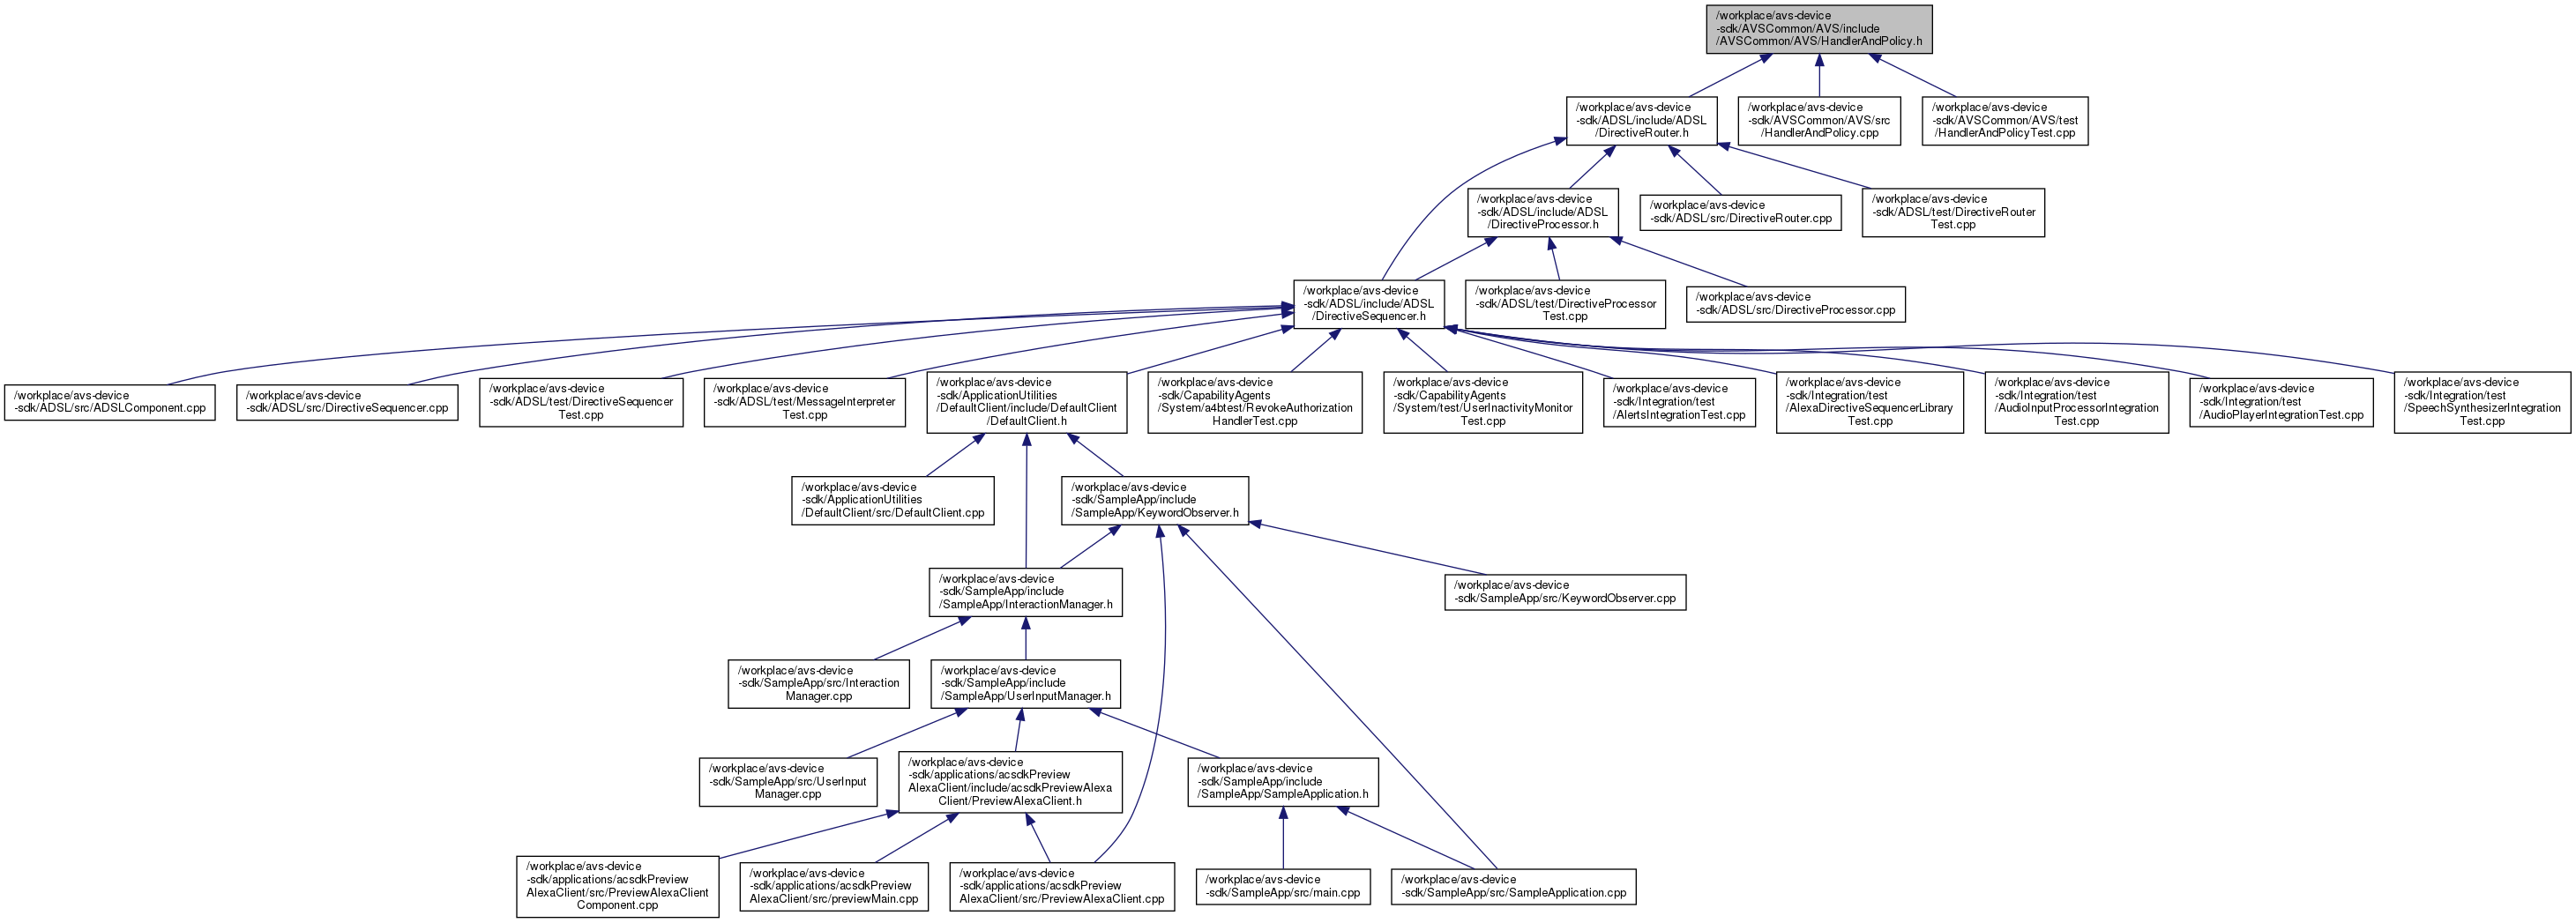 /workplace/avs-device
-sdk/AVSCommon/AVS/include
/AVSCommon/AVS/HandlerAndPolicy.h
/workplace/avs-device
-sdk/ADSL/include/ADSL
/DirectiveRouter.h
/workplace/avs-device
-sdk/AVSCommon/AVS/src
/HandlerAndPolicy.cpp
/workplace/avs-device
-sdk/AVSCommon/AVS/test
/HandlerAndPolicyTest.cpp
/workplace/avs-device
-sdk/ADSL/include/ADSL
/DirectiveProcessor.h
/workplace/avs-device
-sdk/ADSL/src/DirectiveRouter.cpp
/workplace/avs-device
-sdk/ADSL/test/DirectiveRouter
Test.cpp
/workplace/avs-device
-sdk/ADSL/include/ADSL
/DirectiveSequencer.h
/workplace/avs-device
-sdk/ADSL/test/DirectiveProcessor
Test.cpp
/workplace/avs-device
-sdk/ADSL/src/DirectiveProcessor.cpp
/workplace/avs-device
-sdk/ADSL/src/ADSLComponent.cpp
/workplace/avs-device
-sdk/ADSL/src/DirectiveSequencer.cpp
/workplace/avs-device
-sdk/ADSL/test/DirectiveSequencer
Test.cpp
/workplace/avs-device
-sdk/ADSL/test/MessageInterpreter
Test.cpp
/workplace/avs-device
-sdk/ApplicationUtilities
/DefaultClient/include/DefaultClient
/DefaultClient.h
/workplace/avs-device
-sdk/CapabilityAgents
/System/a4btest/RevokeAuthorization
HandlerTest.cpp
/workplace/avs-device
-sdk/CapabilityAgents
/System/test/UserInactivityMonitor
Test.cpp
/workplace/avs-device
-sdk/Integration/test
/AlertsIntegrationTest.cpp
/workplace/avs-device
-sdk/Integration/test
/AlexaDirectiveSequencerLibrary
Test.cpp
/workplace/avs-device
-sdk/Integration/test
/AudioInputProcessorIntegration
Test.cpp
/workplace/avs-device
-sdk/Integration/test
/AudioPlayerIntegrationTest.cpp
/workplace/avs-device
-sdk/Integration/test
/SpeechSynthesizerIntegration
Test.cpp
/workplace/avs-device
-sdk/ApplicationUtilities
/DefaultClient/src/DefaultClient.cpp
/workplace/avs-device
-sdk/SampleApp/include
/SampleApp/KeywordObserver.h
/workplace/avs-device
-sdk/SampleApp/include
/SampleApp/InteractionManager.h
/workplace/avs-device
-sdk/SampleApp/src/KeywordObserver.cpp
/workplace/avs-device
-sdk/SampleApp/src/Interaction
Manager.cpp
/workplace/avs-device
-sdk/SampleApp/include
/SampleApp/UserInputManager.h
/workplace/avs-device
-sdk/SampleApp/src/UserInput
Manager.cpp
/workplace/avs-device
-sdk/applications/acsdkPreview
AlexaClient/include/acsdkPreviewAlexa
Client/PreviewAlexaClient.h
/workplace/avs-device
-sdk/SampleApp/include
/SampleApp/SampleApplication.h
/workplace/avs-device
-sdk/applications/acsdkPreview
AlexaClient/src/PreviewAlexaClient
Component.cpp
/workplace/avs-device
-sdk/applications/acsdkPreview
AlexaClient/src/previewMain.cpp
/workplace/avs-device
-sdk/applications/acsdkPreview
AlexaClient/src/PreviewAlexaClient.cpp
/workplace/avs-device
-sdk/SampleApp/src/main.cpp
/workplace/avs-device
-sdk/SampleApp/src/SampleApplication.cpp